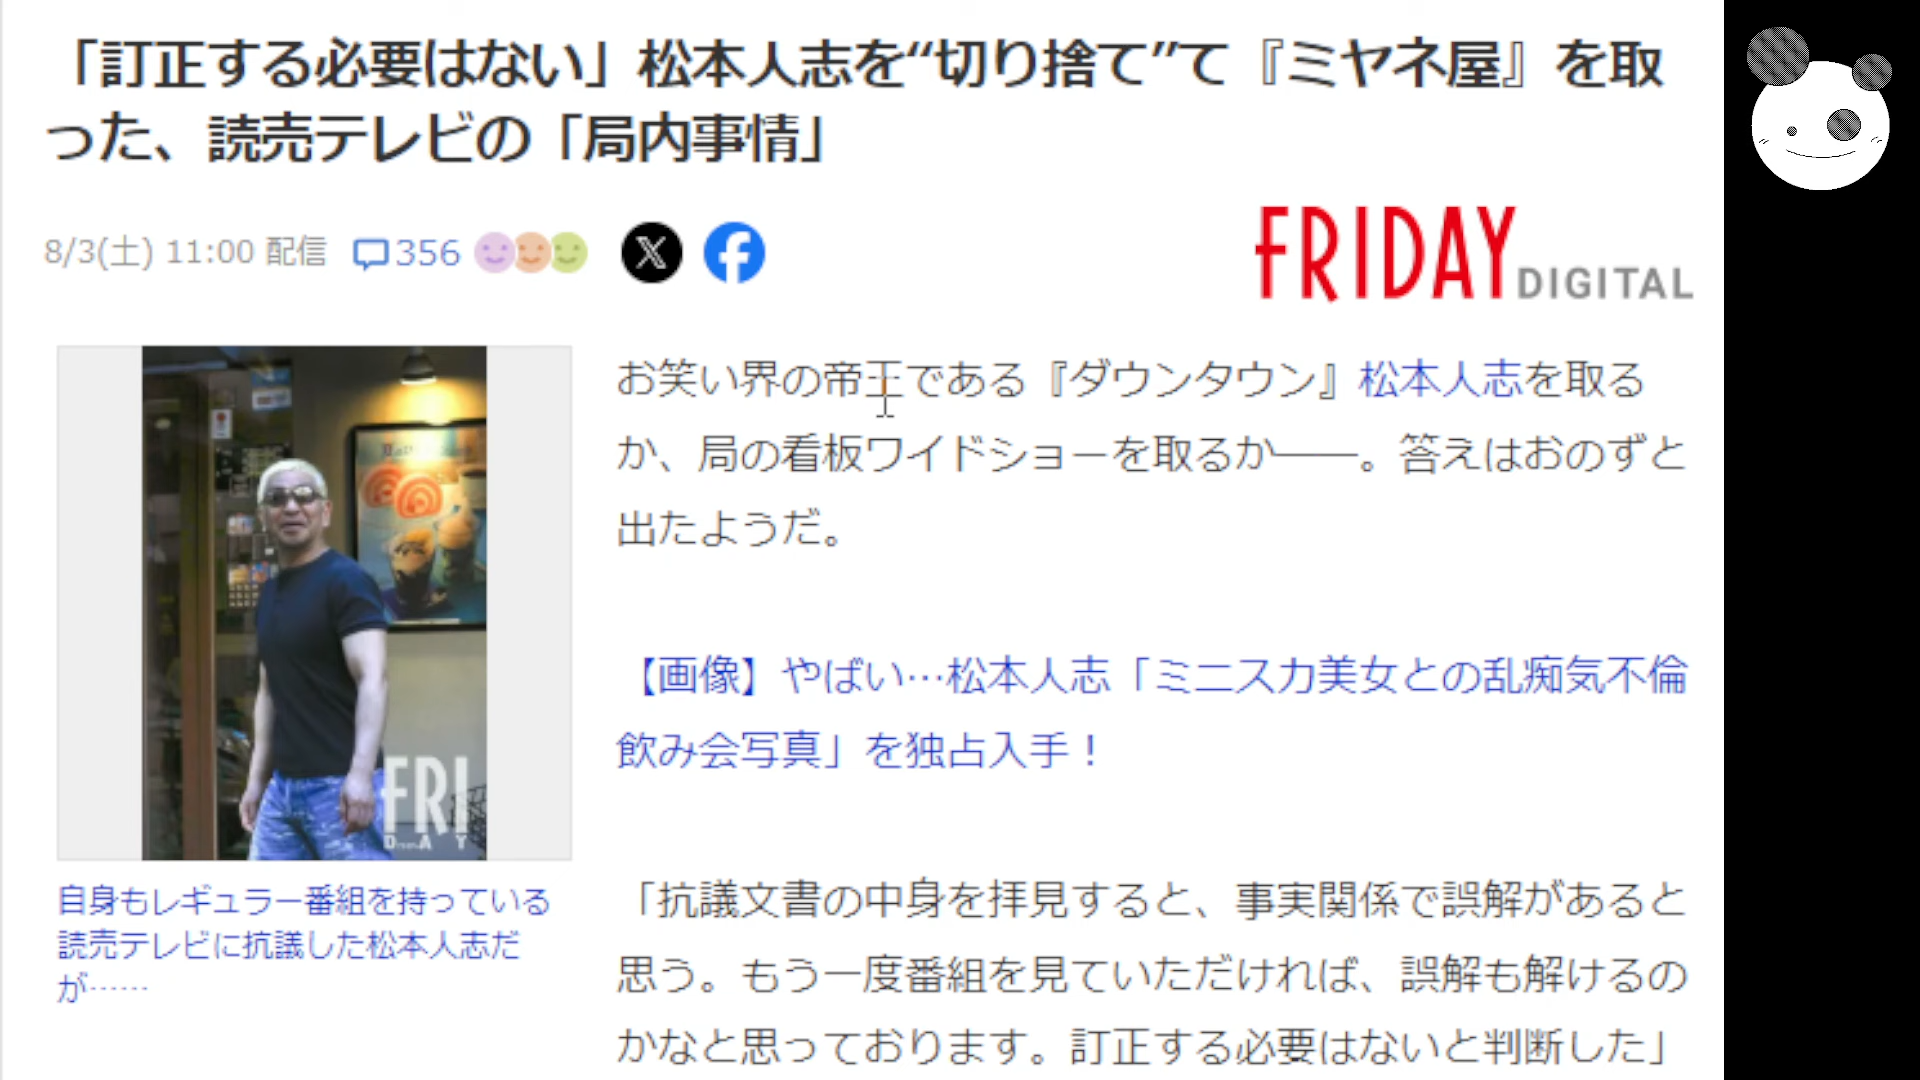 「訂正する必要はない」松本人志を“切り捨て”て『ミヤネ屋』を取
った、読売テレビの「局内事情」
8/3(土) 11:00 配信 356
FRIDAY DIGITAL
お笑い界の帝王である『ダウンタウン』松本人志を取る
か、局の看板ワイドショーを取るか――。答えはおのずと
出たようだ。
【画像】やばい…松本人志「ミニスカ美女との乱痴気不倫
飲み会写真」を独占入手！
FRI
DAY
自身もレギュラー番組を持っている
読売テレビに抗議した松本人志だ
が……
「抗議文書の中身を拝見すると、事実関係で誤解があると
思う。もう一度番組を見ていただければ、誤解も解けるの
かなと思っております。訂正する必要はないと判断した」